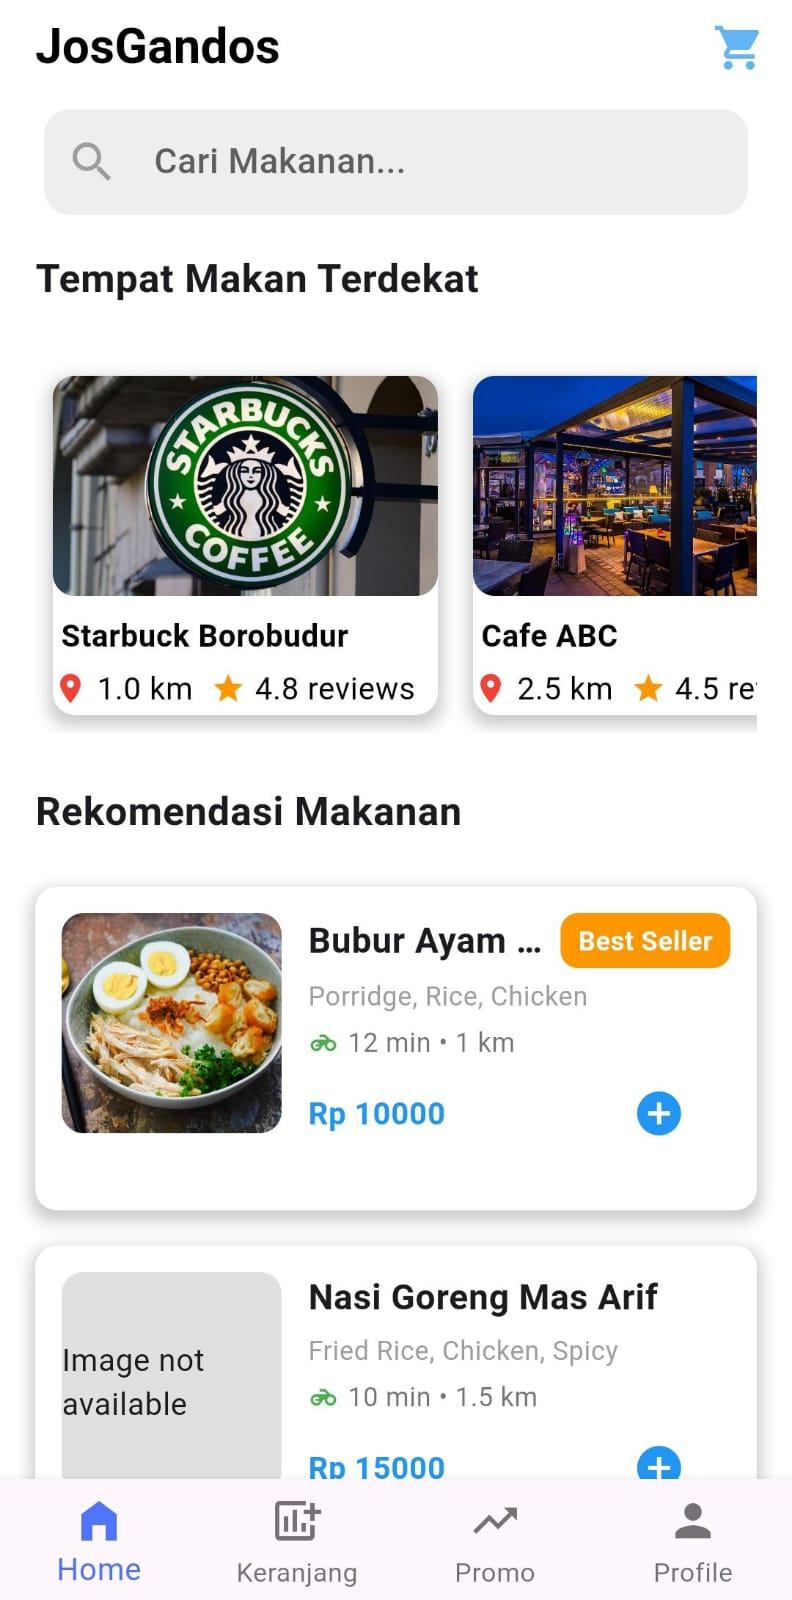 JosGandos
Cari Makanan...
Tempat Makan Terdekat
STARBUCKS
COFFEE
Starbuck Borobudur
1.0 km 4.8 reviews
Cafe ABC
2.5 km 4.5 re
Rekomendasi Makanan
Bubur Ayam ... Best Seller
Porridge, Rice, Chicken
12 min • 1 km
Rp 10000
Image not
available
Nasi Goreng Mas Arif
Fried Rice, Chicken, Spicy
10 min • 1.5 km
Rp 15000
Home Keranjang Promo Profile